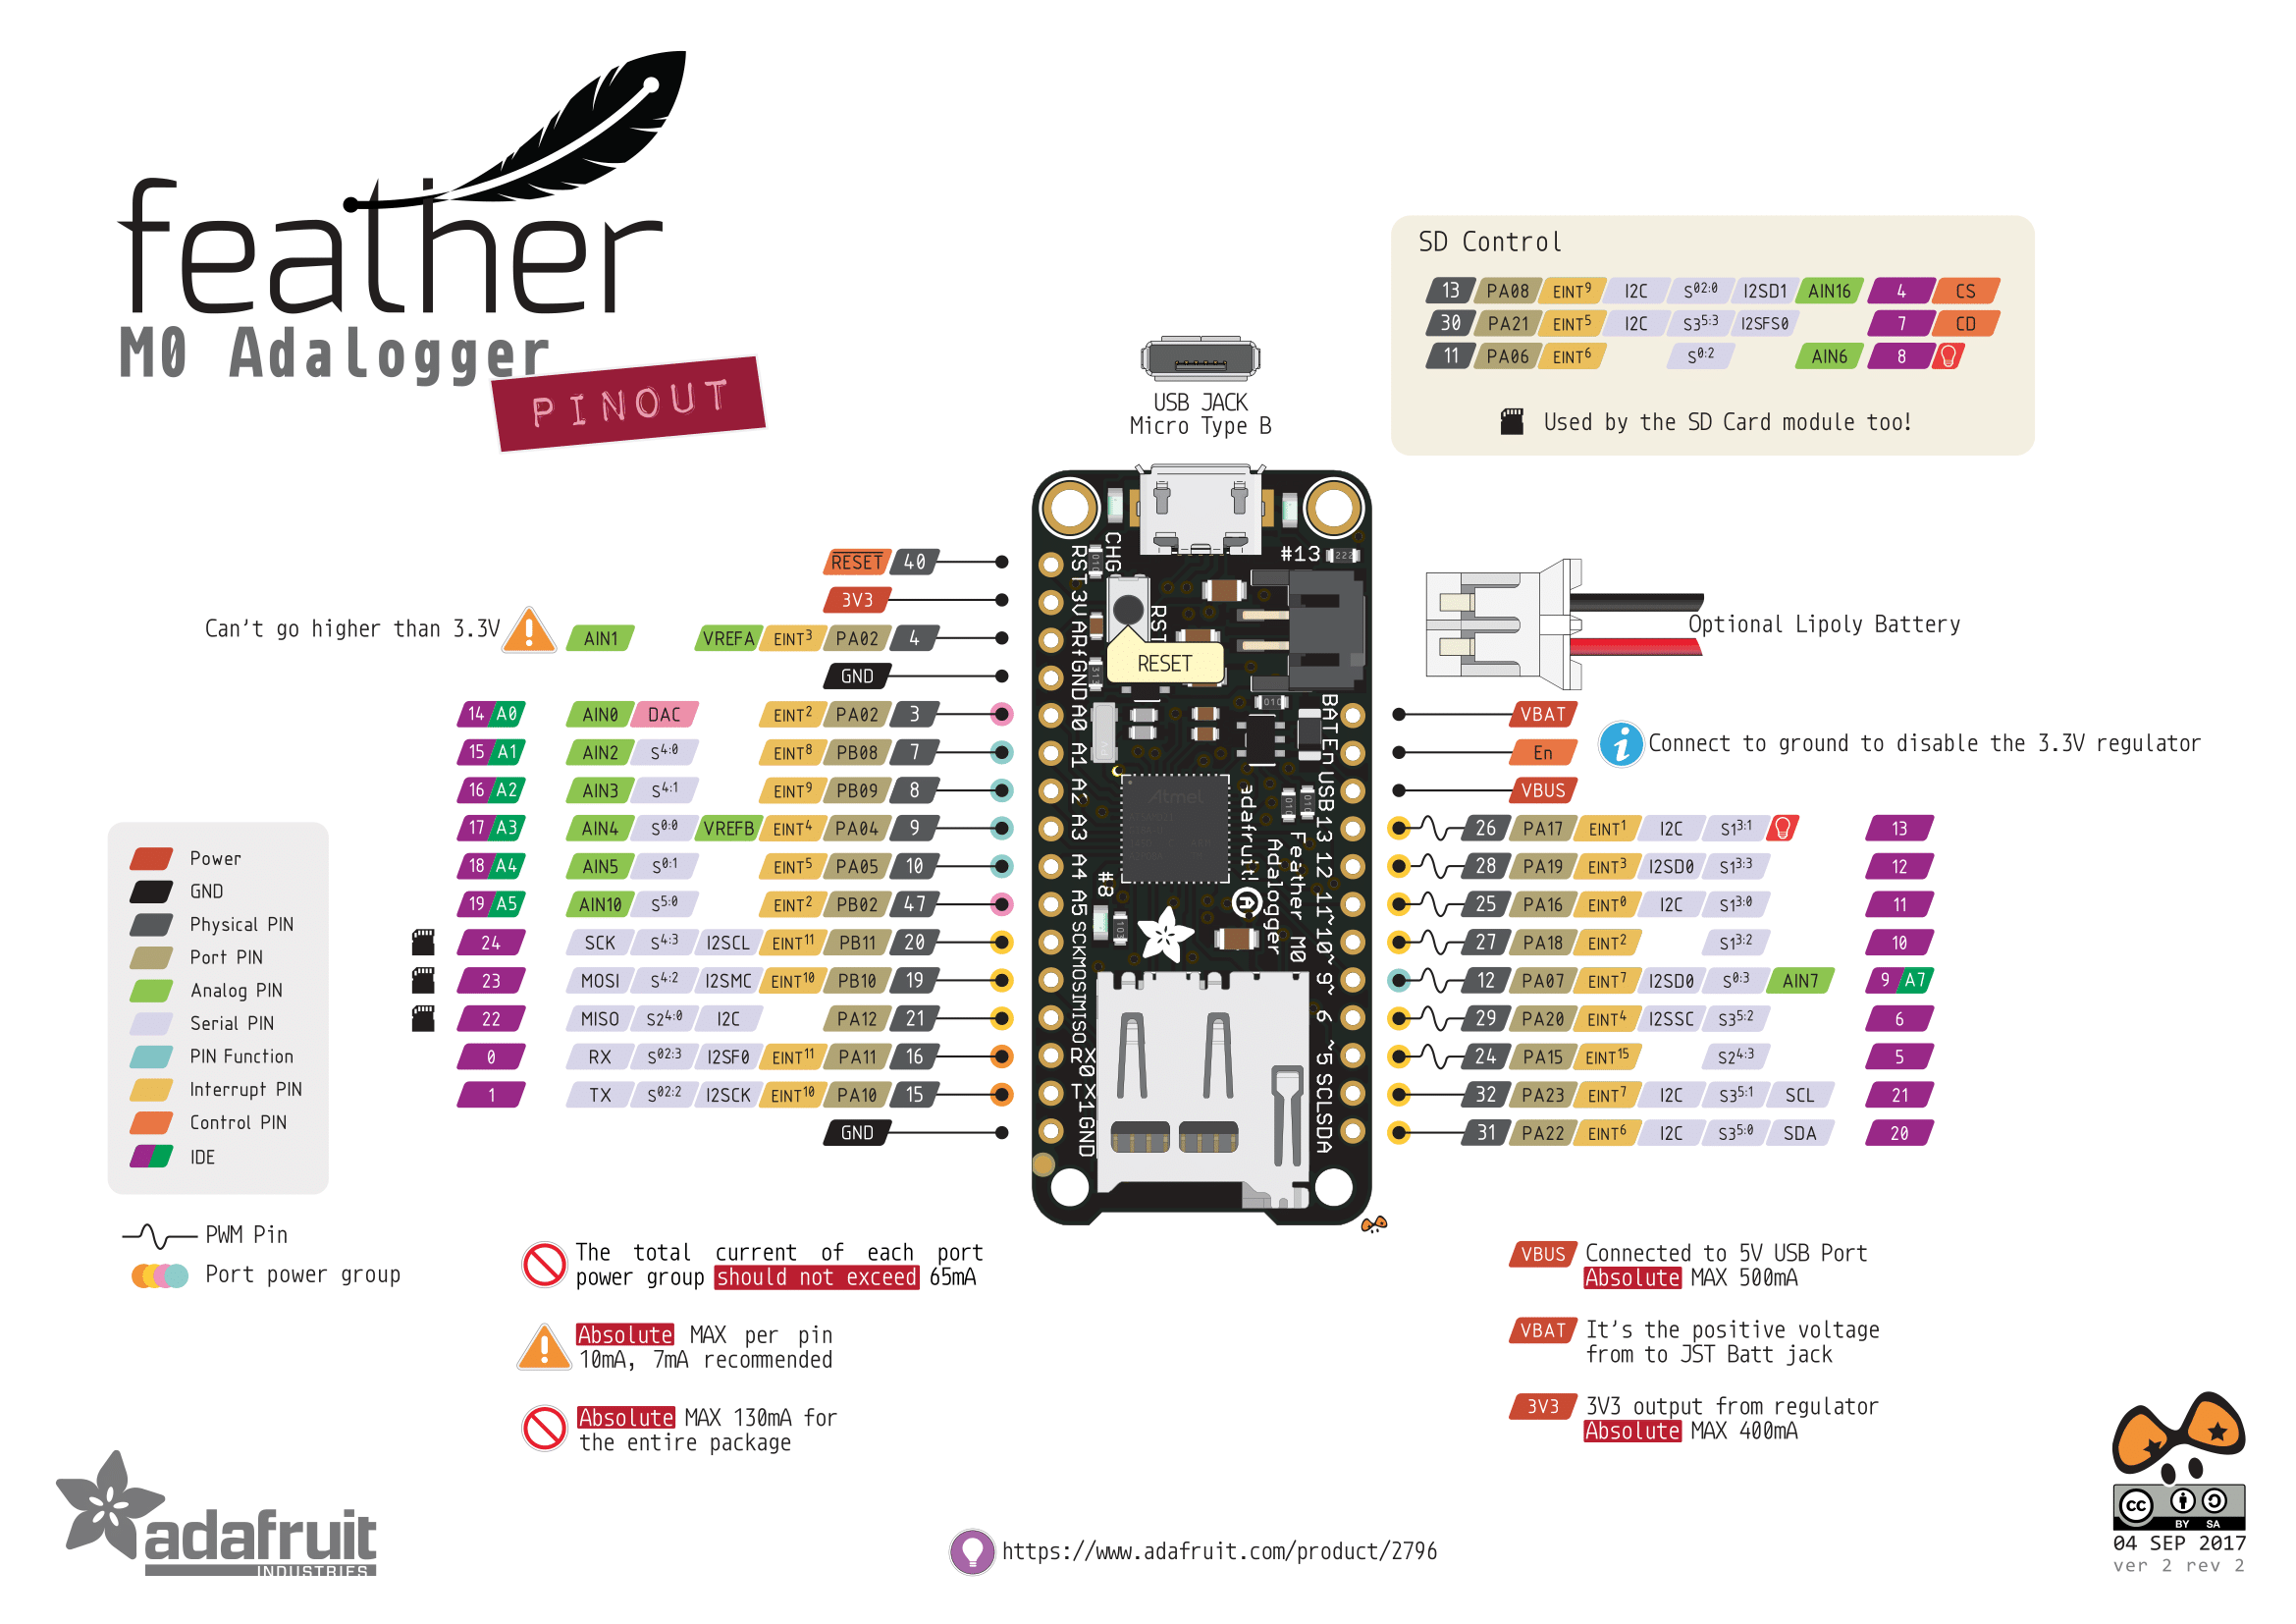 feather
M0 Adalogger
PINOUT
SD Control
13 PA08 EINT9 I2C S02:0 I2SD1 AIN16 4 CS
30 PA21 EINT5 I2C S35:3 I2SFS0 7 CD
11 PA06 EINT6 S0:2 AIN6 8
Used by the SD Card module too!
USB JACK
Micro Type B
RESET 40
3V3
Can't go higher than 3.3V AIN1 VREFA EINT3 PA02 4
GND
14 A0 AIN0 DAC EINT2 PA02 3
15 A1 AIN2 S4:0 EINT8 PB08 7
16 A2 AIN3 S4:1 EINT9 PB09 8
17 A3 AIN4 S0:0 VREFB EINT4 PA04 9
18 A4 AIN5 S0:1 EINT5 PA05 10
19 A5 AIN10 S5:0 EINT2 PB02 47
24 SCK S4:3 I2SCL EINT11 PB11 20
23 MOSI S4:2 I2SMC EINT10 PB10 19
22 MISO S24:0 I2C PA12 21
0 RX S02:3 I2SF0 EINT11 PA11 16
1 TX S02:2 I2SCK EINT10 PA10 15
GND
CHG
#13
222
RST 3V ARf GND A0 A1 A2 A3 A4 A5 SCK MOSI MISO RX0 TX1 GND
RST
RESET
Atmel
#8
adafruit!
Feather M0
Adalogger
BAT En USB 13 12 11~ 10~ 9~ 6 ~5 SCL SDA
Optional Lipoly Battery
VBAT
En Connect to ground to disable the 3.3V regulator
VBUS
26 PA17 EINT1 I2C S13:1 13
28 PA19 EINT3 I2SD0 S13:3 12
25 PA16 EINT0 I2C S13:0 11
27 PA18 EINT2 S13:2 10
12 PA07 EINT7 I2SD0 S0:3 AIN7 9 A7
29 PA20 EINT4 I2SSC S35:2 6
24 PA15 EINT15 S24:3 5
32 PA23 EINT7 I2C S35:1 SCL 21
31 PA22 EINT6 I2C S35:0 SDA 20
Power
GND
Physical PIN
Port PIN
Analog PIN
Serial PIN
PIN Function
Interrupt PIN
Control PIN
IDE
PWM Pin
Port power group
The total current of each port
power group should not exceed 65mA
Absolute MAX per pin
10mA, 7mA recommended
Absolute MAX 130mA for
the entire package
VBUS Connected to 5V USB Port
Absolute MAX 500mA
VBAT It's the positive voltage
from to JST Batt jack
3V3 3V3 output from regulator
Absolute MAX 400mA
adafruit
INDUSTRIES
https://www.adafruit.com/product/2796
cc
BY SA
04 SEP 2017
ver 2 rev 2